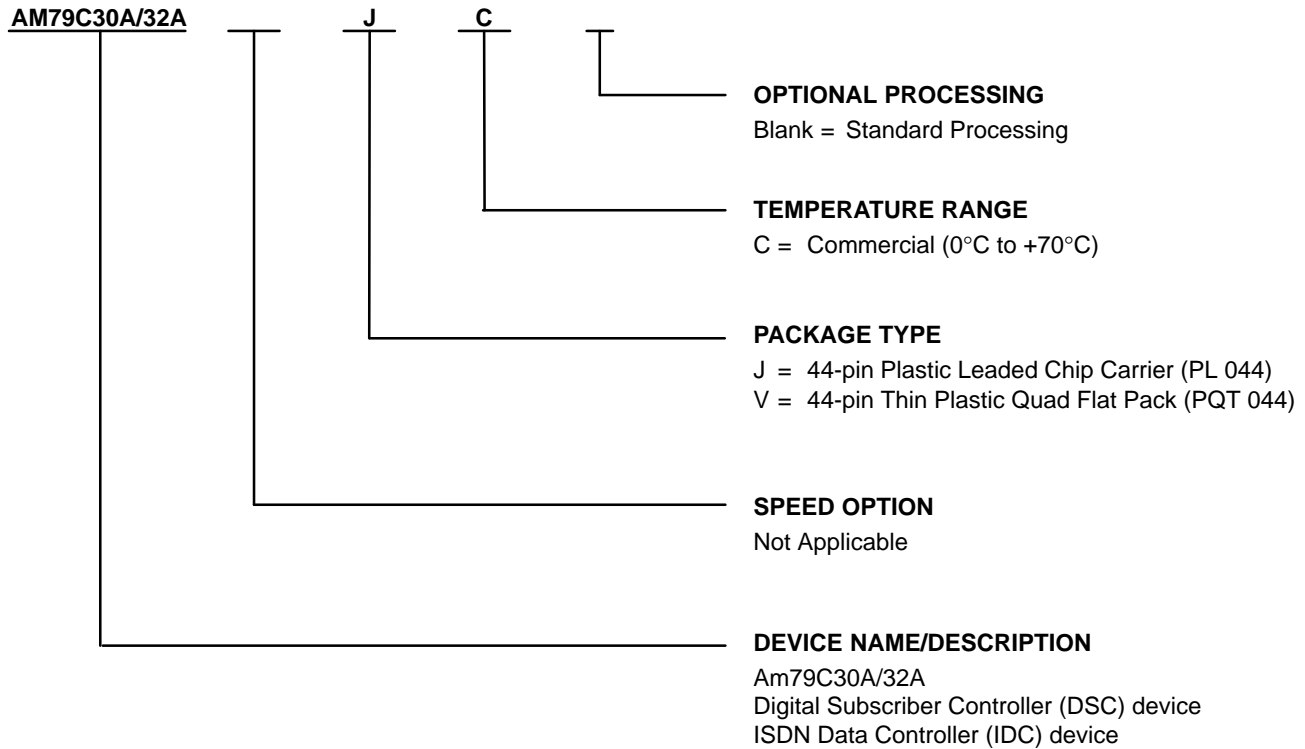 AM79C30A/32A J C
OPTIONAL PROCESSING
Blank = Standard Processing
TEMPERATURE RANGE
C = Commercial (0°C to +70°C)
PACKAGE TYPE
J = 44-pin Plastic Leaded Chip Carrier (PL 044)
V = 44-pin Thin Plastic Quad Flat Pack (PQT 044)
SPEED OPTION
Not Applicable
DEVICE NAME/DESCRIPTION
Am79C30A/32A
Digital Subscriber Controller (DSC) device
ISDN Data Controller (IDC) device